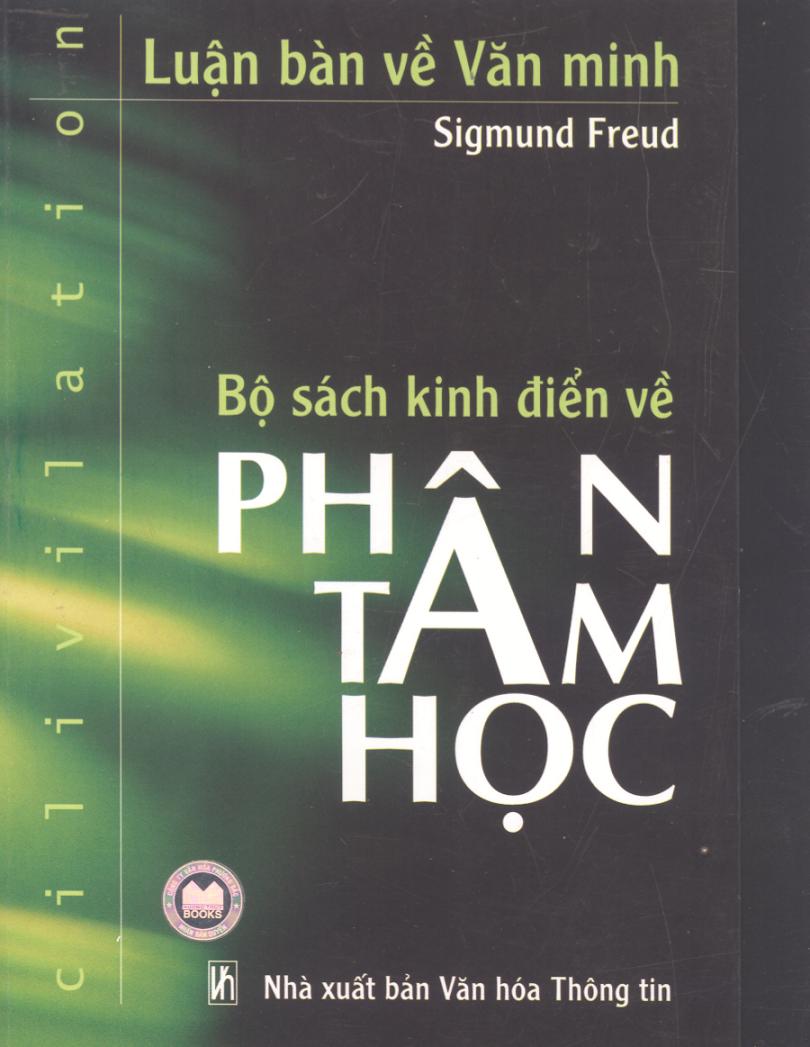 Luận bàn về Văn minh
Sigmund Freud
c i l i v i l a t i o n
Bộ sách kinh điển về
PHÂN
TÂM
HỌC
BOOKS
Nhà xuất bản Văn hóa Thông tin